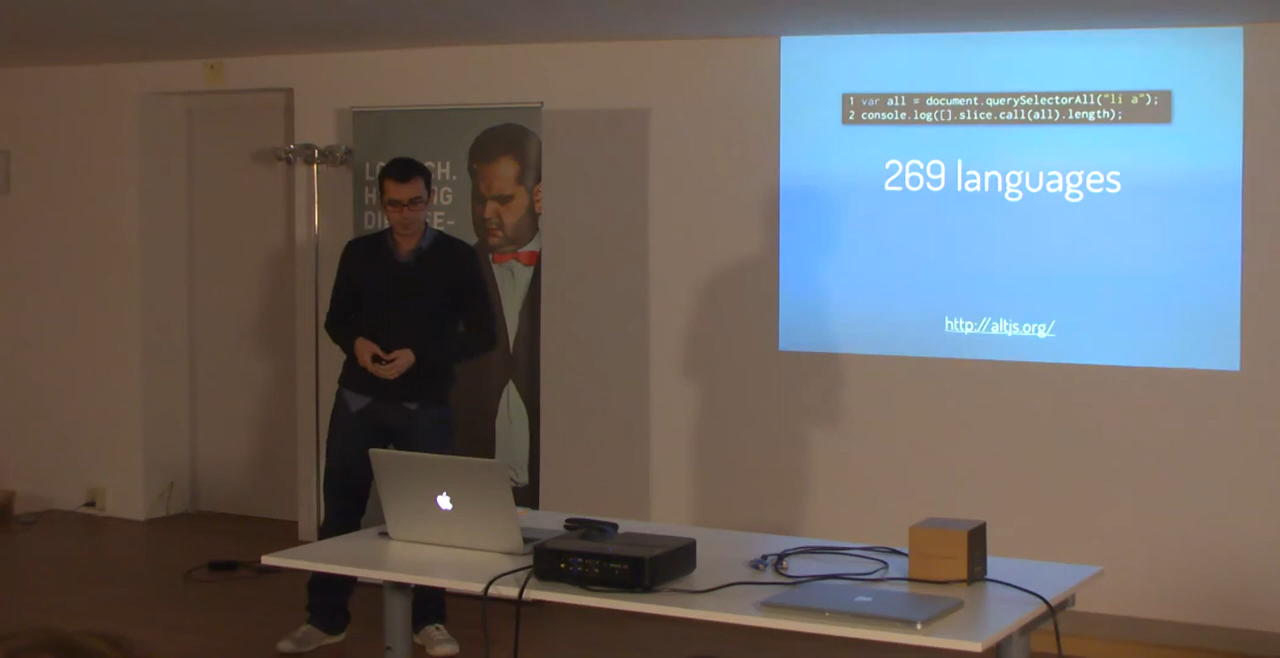 1 var all = document.querySelectorAll("li a");
2 console.log([].slice.call(all).length);
269 languages
http://altjs.org/